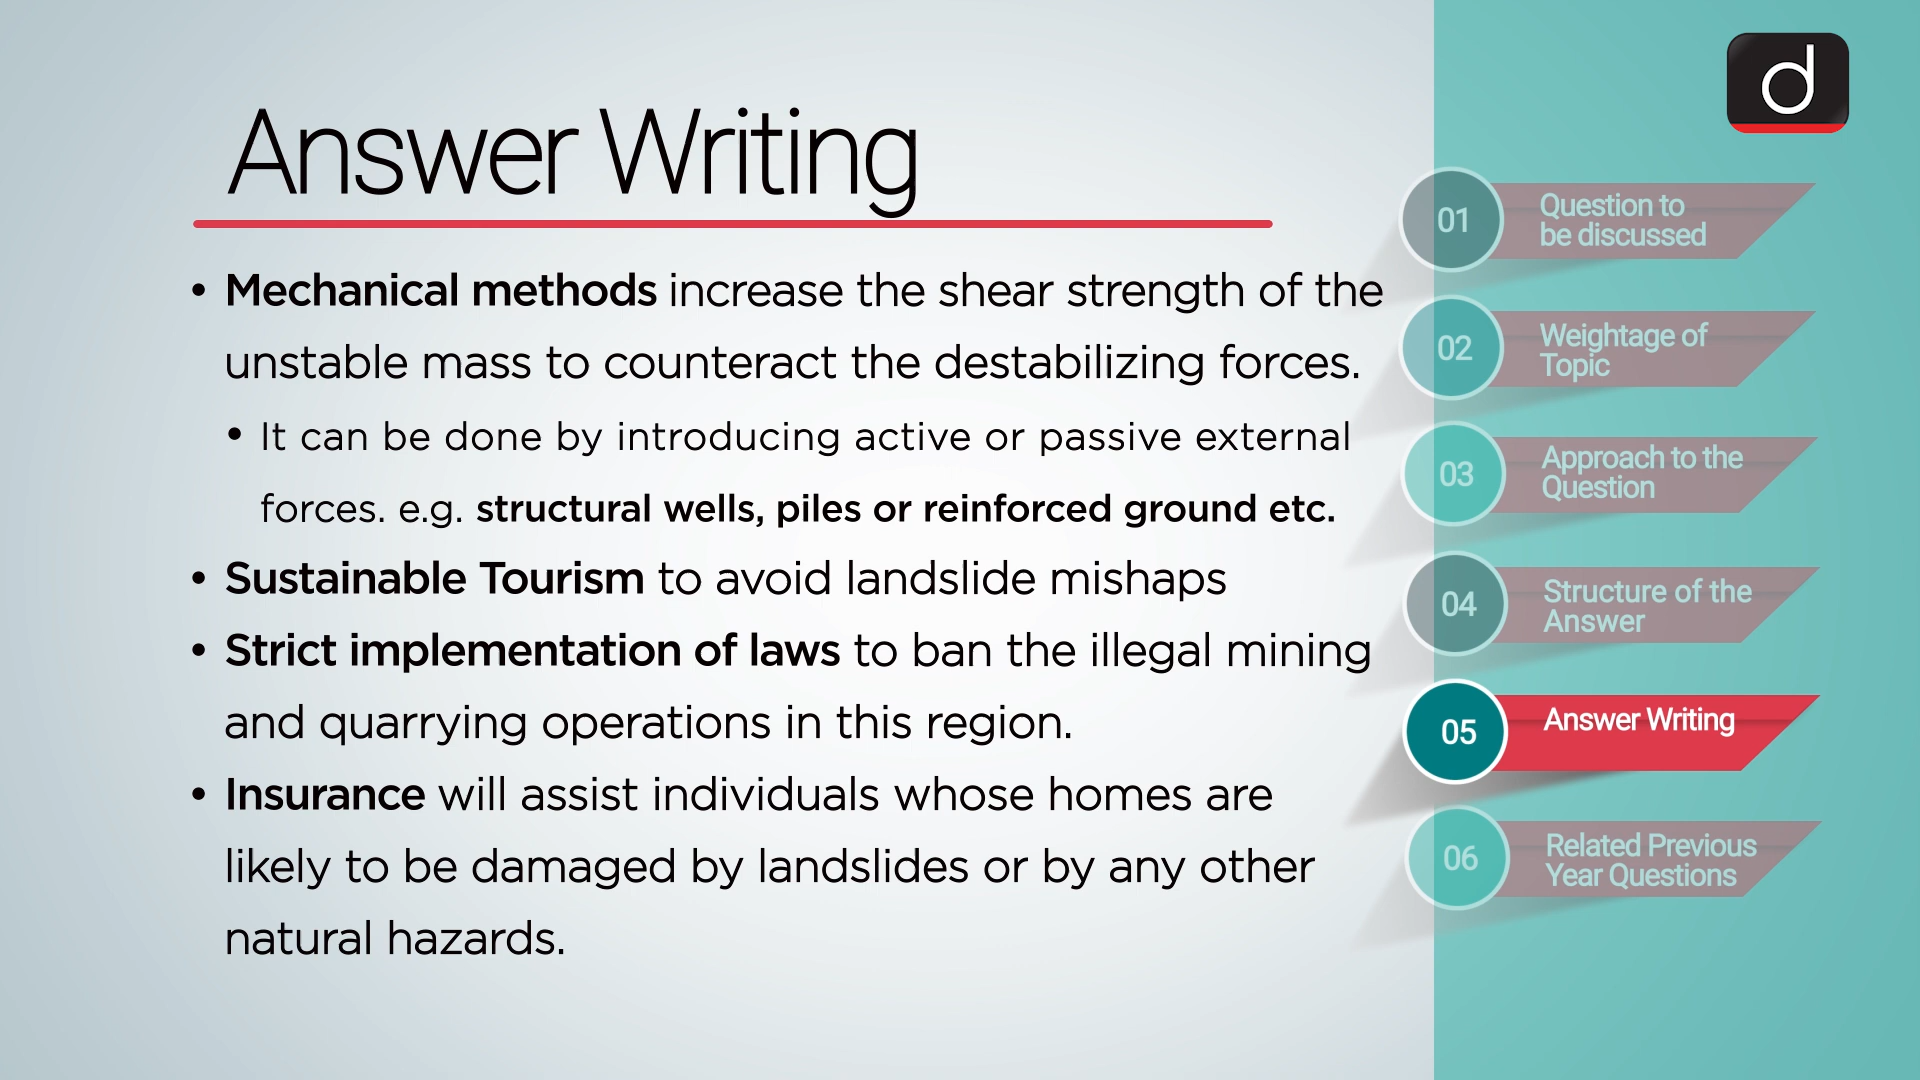 Answer Writing
• Mechanical methods increase the shear strength of the
unstable mass to counteract the destabilizing forces.
• It can be done by introducing active or passive external
forces. e.g. structural wells, piles or reinforced ground etc.
• Sustainable Tourism to avoid landslide mishaps
• Strict implementation of laws to ban the illegal mining
and quarrying operations in this region.
• Insurance will assist individuals whose homes are
likely to be damaged by landslides or by any other
natural hazards.
d
01
Question to
be discussed
02
Weightage of
Topic
03
Approach to the
Question
04
Structure of the
Answer
05
Answer Writing
06
Related Previous
Year Questions